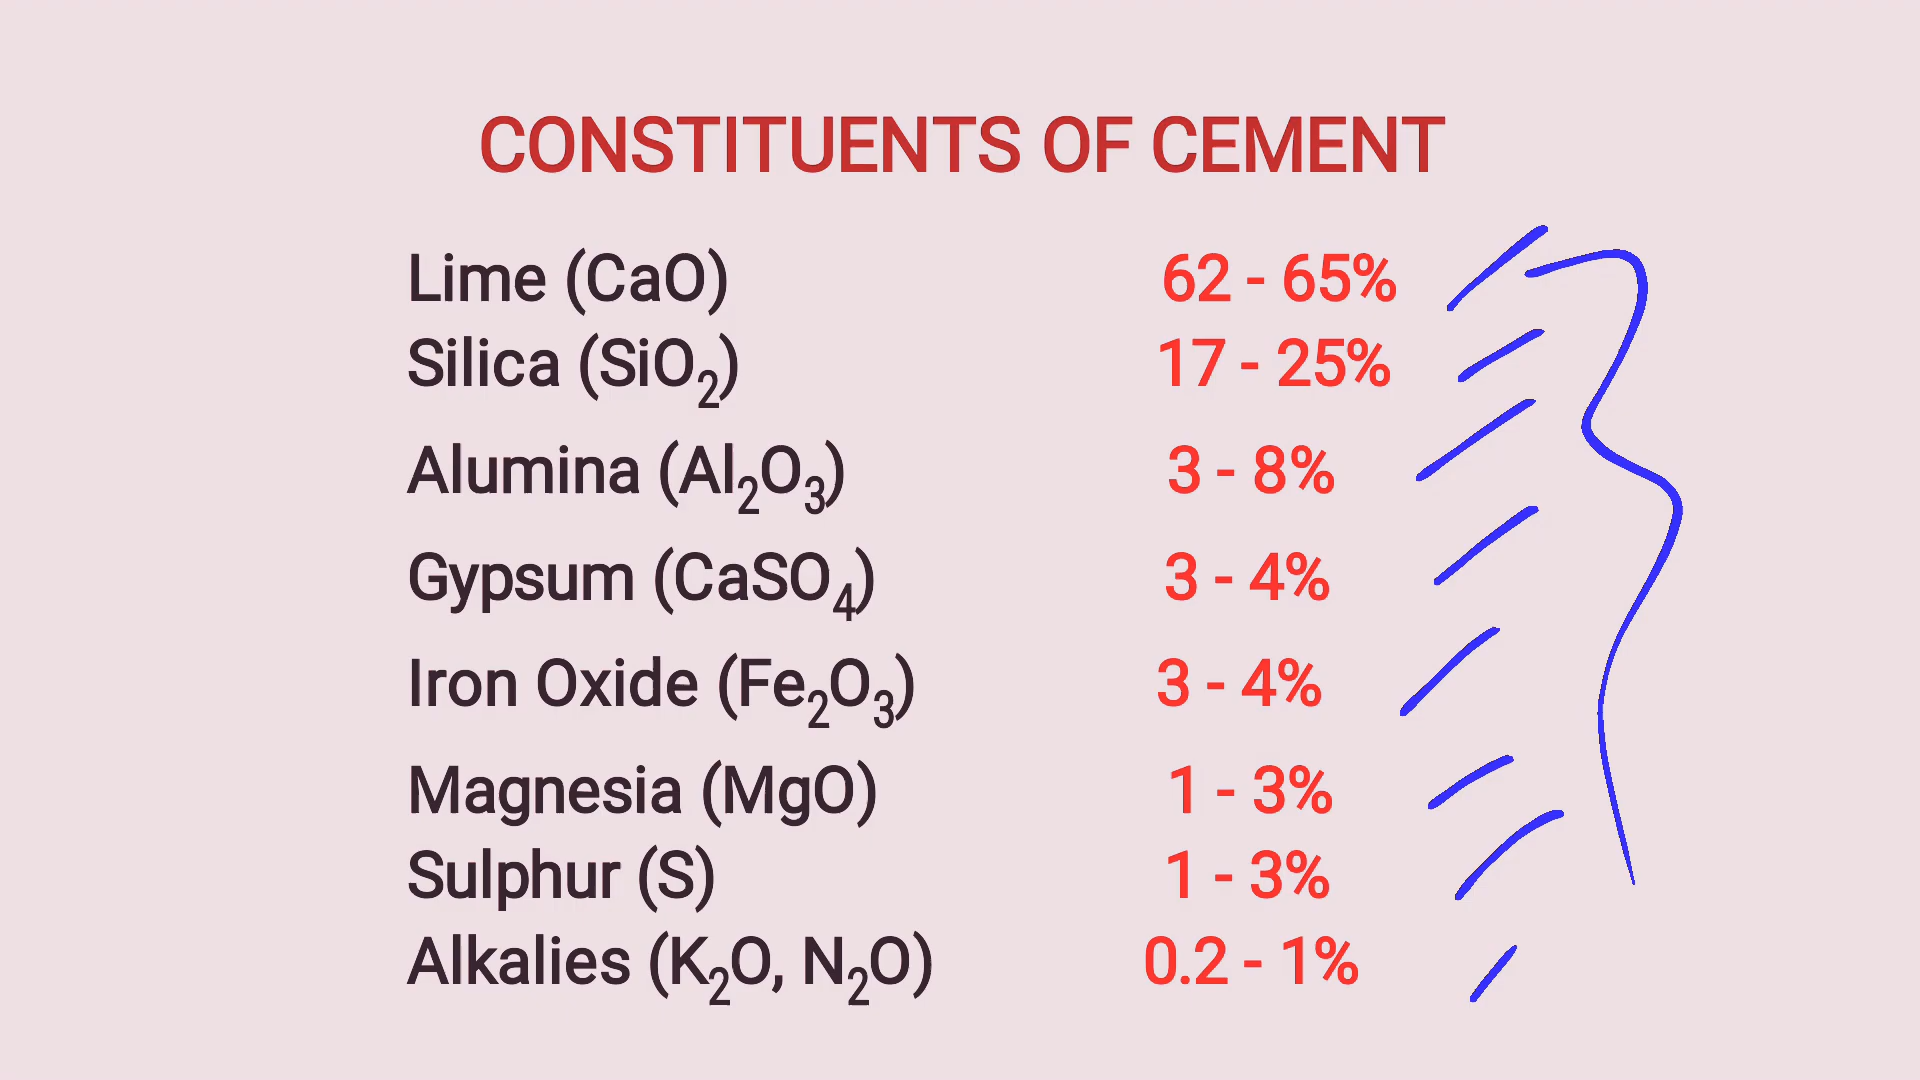 CONSTITUENTS OF CEMENT
Lime (CaO) 62 - 65%
Silica (SiO₂) 17 - 25%
Alumina (Al₂O₃) 3 - 8%
Gypsum (CaSO₄) 3 - 4%
Iron Oxide (Fe₂O₃) 3 - 4%
Magnesia (MgO) 1 - 3%
Sulphur (S) 1 - 3%
Alkalies (K₂O, N₂O) 0.2 - 1%